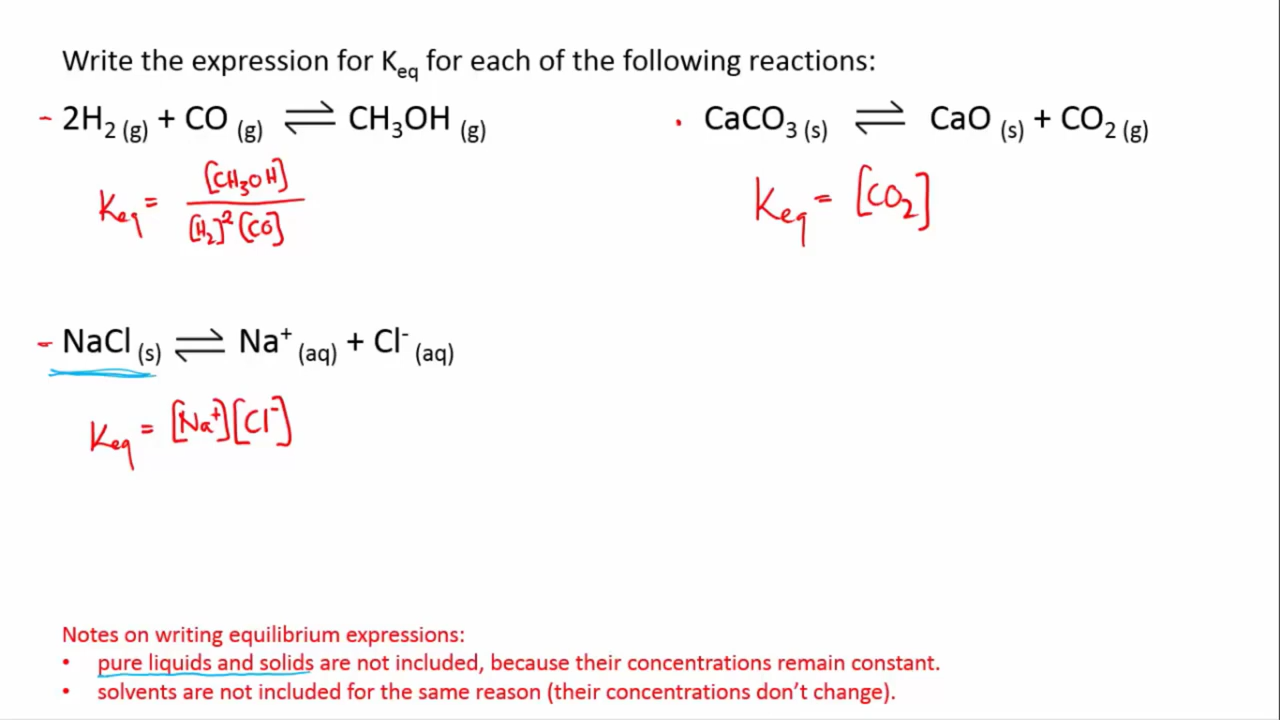 Write the expression for Keq for each of the following reactions:
- 2H2 (g) + CO (g) ⇌ CH3OH (g)
Keq = [CH3OH] / [H2]² [CO]
• CaCO3 (s) ⇌ CaO (s) + CO2 (g)
Keq = [CO2]
- NaCl (s) ⇌ Na⁺ (aq) + Cl⁻ (aq)
Keq = [Na⁺][Cl⁻]
Notes on writing equilibrium expressions:
• pure liquids and solids are not included, because their concentrations remain constant.
• solvents are not included for the same reason (their concentrations don’t change).